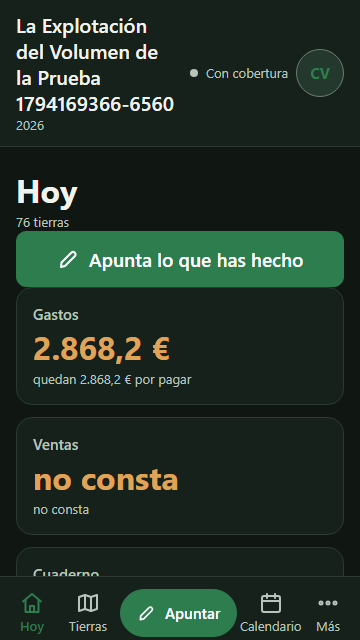 La Explotación
del Volumen de
la Prueba
1794169366-6560
2026
Con cobertura
CV
Hoy
76 tierras
Apunta lo que has hecho
Gastos
2.868,2 €
quedan 2.868,2 € por pagar
Ventas
no consta
no consta
Cuaderno
Hoy
Tierras
Apuntar
Calendario
Más